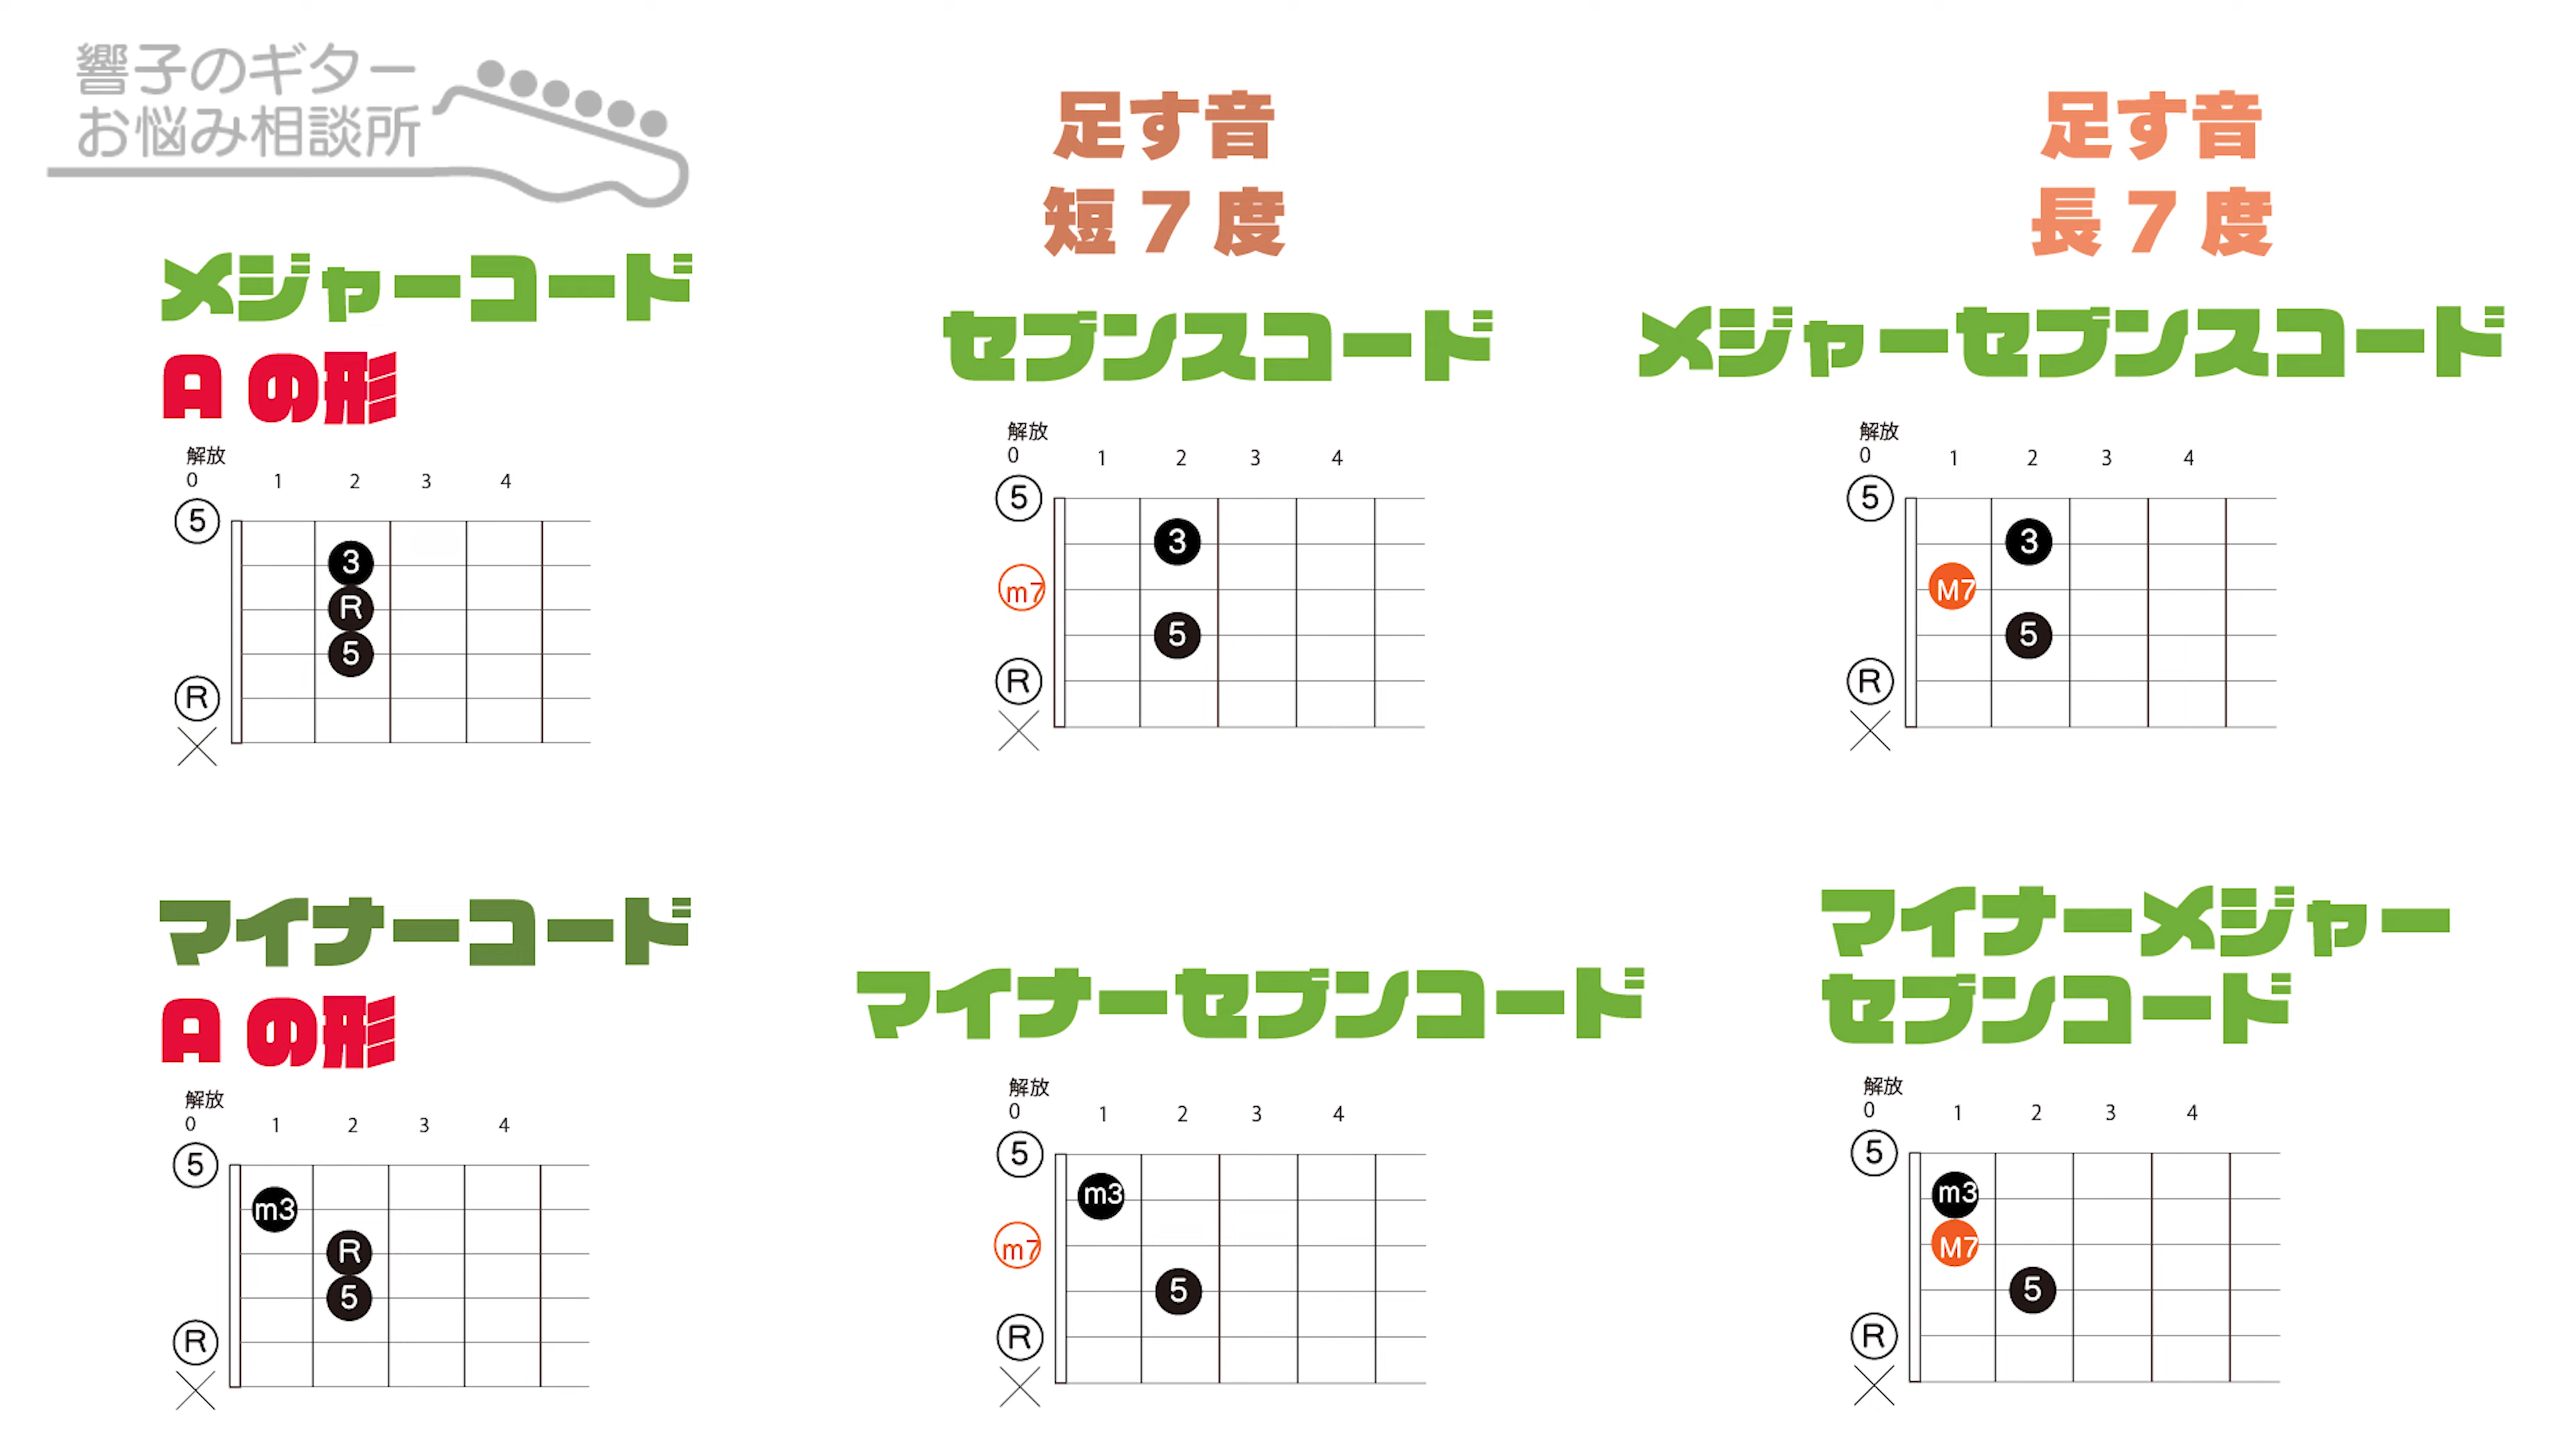 響子のギター
お悩み相談所
足す音
短７度
足す音
長７度
メジャーコード
Aの形
セブンスコード
メジャーセブンスコード
解放
0 1 2 3 4
5
3
R
5
R
解放
0 1 2 3 4
5
3
m7
5
R
解放
0 1 2 3 4
5
3
M7
5
R
マイナーコード
Aの形
マイナーセブンコード
マイナーメジャー
セブンコード
解放
0 1 2 3 4
5
m3
R
5
R
解放
0 1 2 3 4
5
m3
m7
5
R
解放
0 1 2 3 4
5
m3
M7
5
R